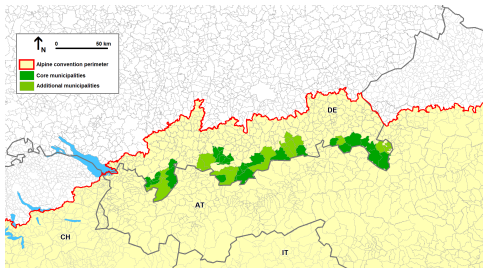 0 50 km
N
Alpine convention perimeter
Core municipalities
Additional municipalities
DE
AT
CH
IT